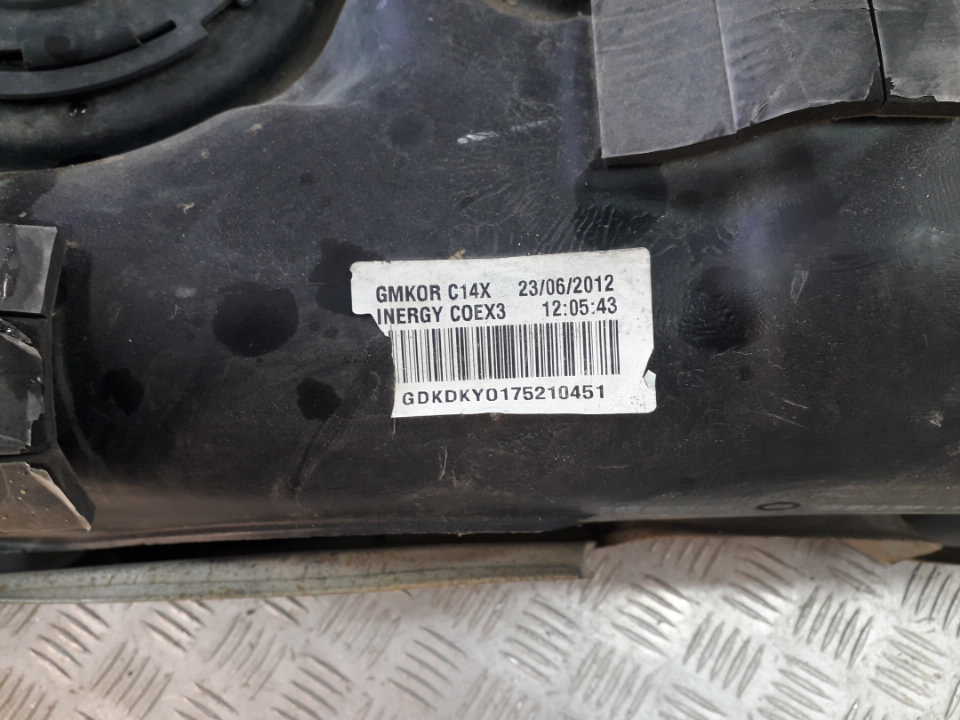 GMKOR C14X 23/06/2012
INERGY COEX3 12:05:43
GDKDKY0175210451